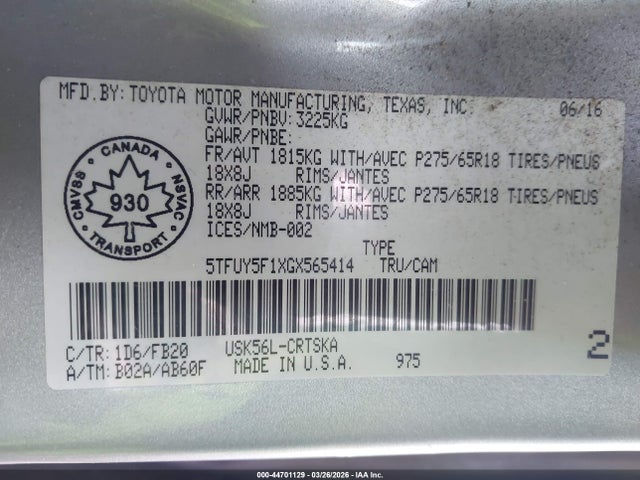 MFD.BY: TOYOTA MOTOR MANUFACTURING, TEXAS, INC. 06/16
GVWR/PNBV: 3225KG
GAWR/PNBE:
FR/AVT 1815KG WITH/AVEC P275/65R18 TIRES/PNEUS
18X8J RIMS/JANTES
RR/ARR 1885KG WITH/AVEC P275/65R18 TIRES/PNEUS
18X8J RIMS/JANTES
ICES/NMB-002
CANADA
CMVSS
NSVAC
930
TRANSPORT
TYPE
5TFUY5F1XGX565414 TRU/CAM
C/TR: 1D6/FB20 USK56L-CRTSKA
A/TM: B02A/AB60F MADE IN U.S.A. 975
2
000-44701129 | 03/26/2026 | IAA Inc.